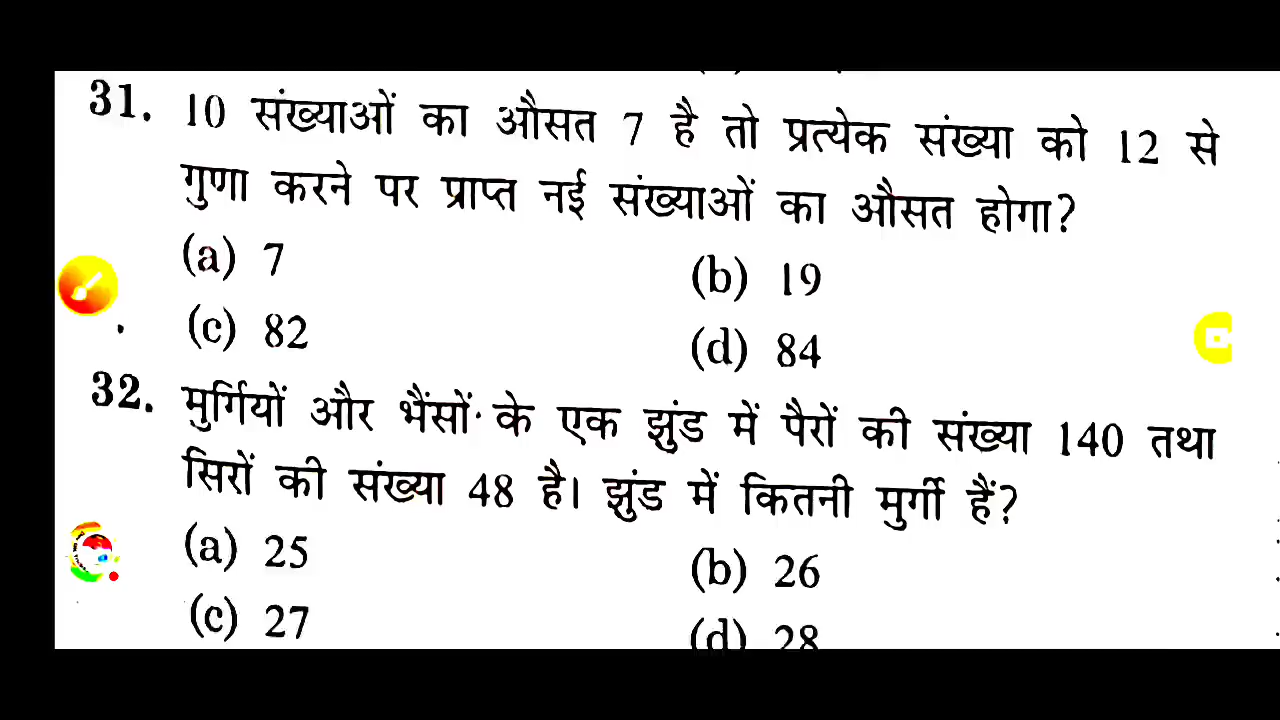 31. 10 संख्याओं का औसत 7 है तो प्रत्येक संख्या को 12 से
गुणा करने पर प्राप्त नई संख्याओं का औसत होगा?
(a) 7 (b) 19
(c) 82 (d) 84
32. मुर्गियों और भैंसों के एक झुंड में पैरों की संख्या 140 तथा
सिरों की संख्या 48 है। झुंड में कितनी मुर्गी हैं?
(a) 25 (b) 26
(c) 27 (d) 28